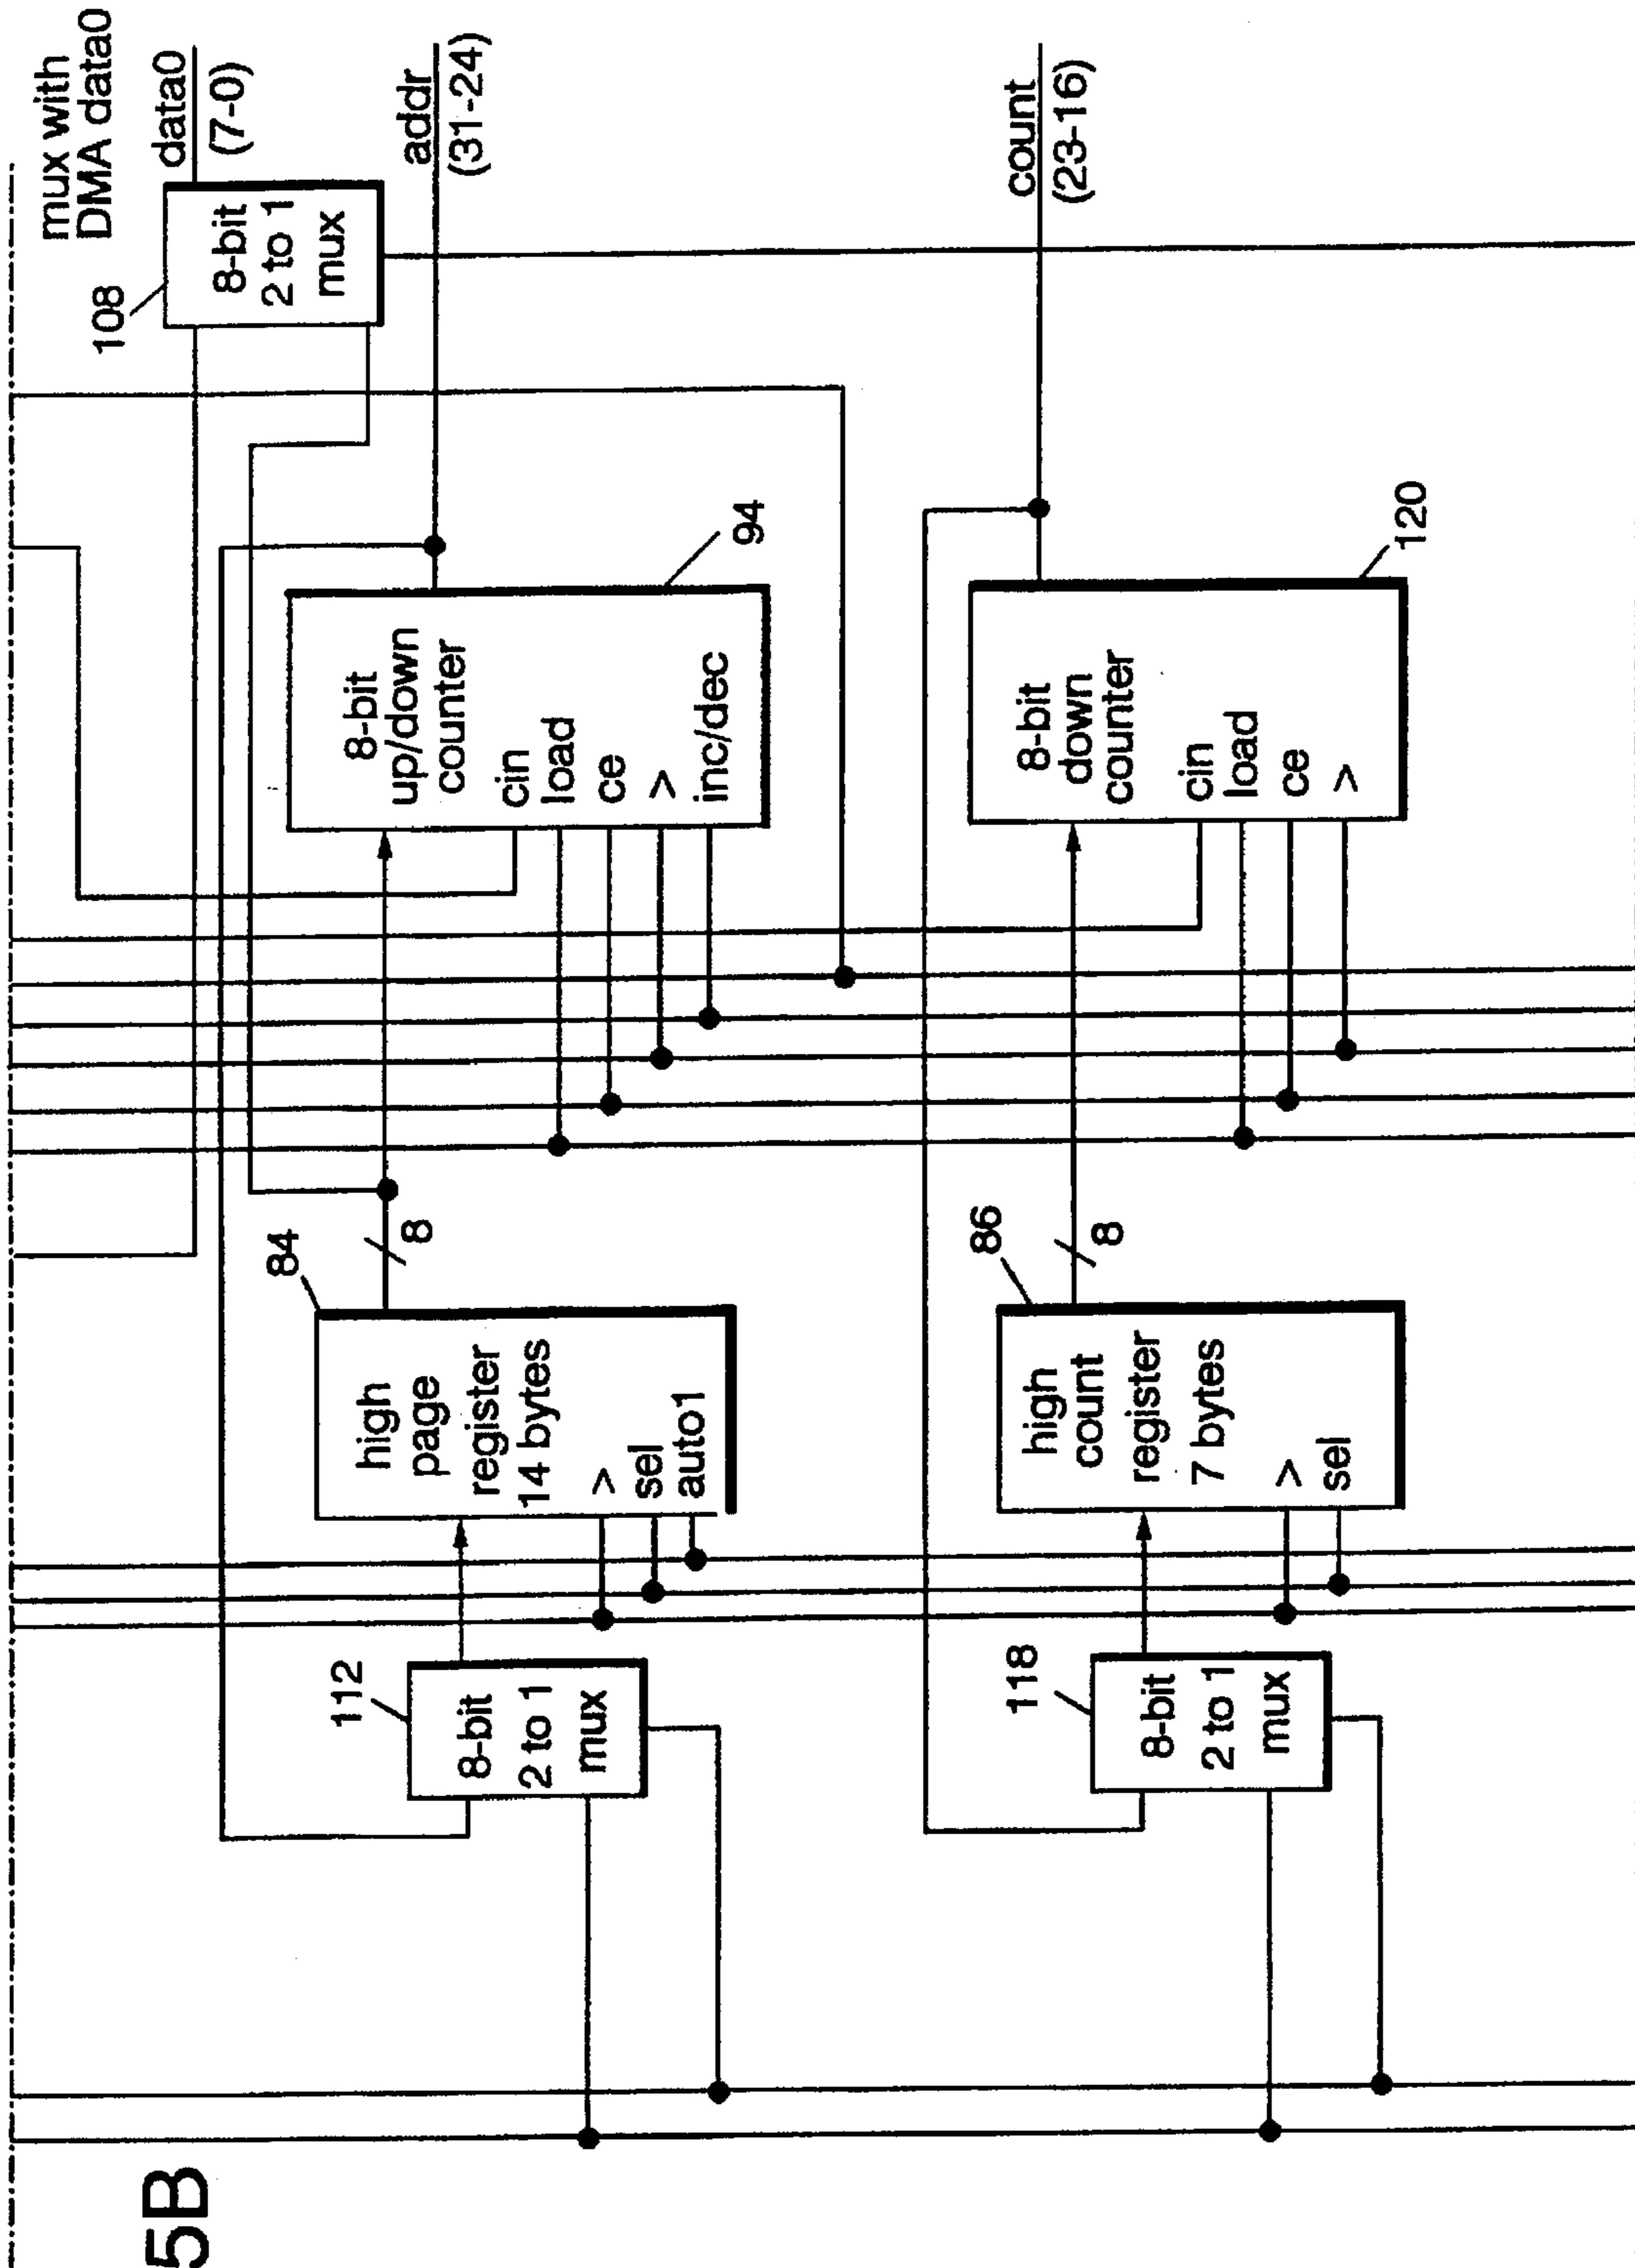 5B
mux with
DMA data0
data0
(7-0)
108
8-bit
2 to 1
mux
addr
(31-24)
112
8-bit
2 to 1
mux
84
high
page
register
14 bytes
>
sel
auto1
8
8-bit
up/down
counter
cin
load
ce
>
inc/dec
94
118
8-bit
2 to 1
mux
86
high
count
register
7 bytes
>
sel
8
8-bit
down
counter
cin
load
ce
>
120
count
(23-16)